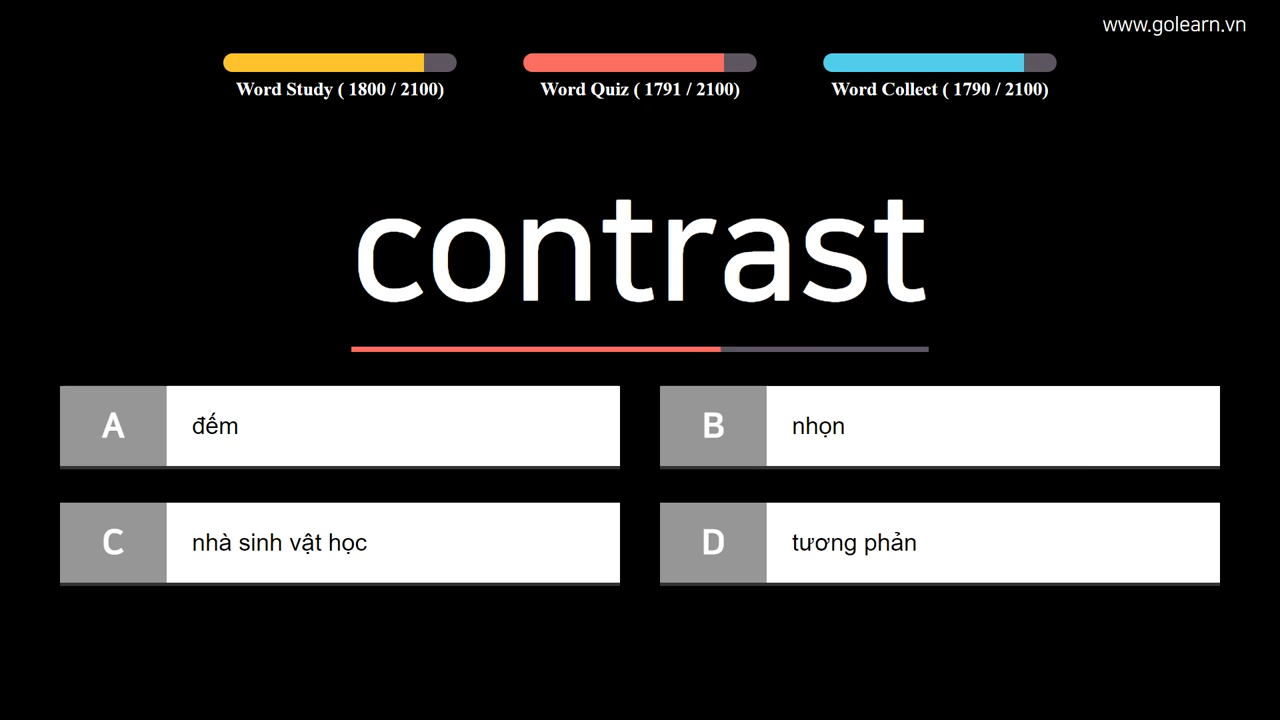 www.golearn.vn
Word Study ( 1800 / 2100)
Word Quiz ( 1791 / 2100)
Word Collect ( 1790 / 2100)
contrast
A đếm
B nhọn
C nhà sinh vật học
D tương phản